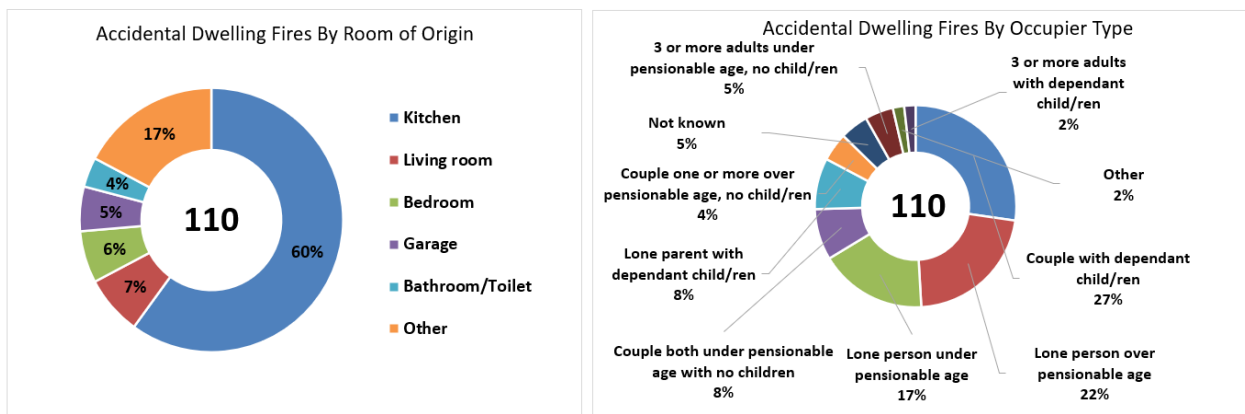 Accidental Dwelling Fires By Room of Origin
17%
4%
5%
6%
7%
60%
110
Kitchen
Living room
Bedroom
Garage
Bathroom/Toilet
Other
Accidental Dwelling Fires By Occupier Type
3 or more adults under
pensionable age, no child/ren
5%
3 or more adults
with dependant
child/ren
2%
Not known
5%
Couple one or more over
pensionable age, no child/ren
4%
110
Other
2%
Lone parent with
dependant child/ren
8%
Couple with dependant
child/ren
27%
Couple both under pensionable
age with no children
8%
Lone person under
pensionable age
17%
Lone person over
pensionable age
22%